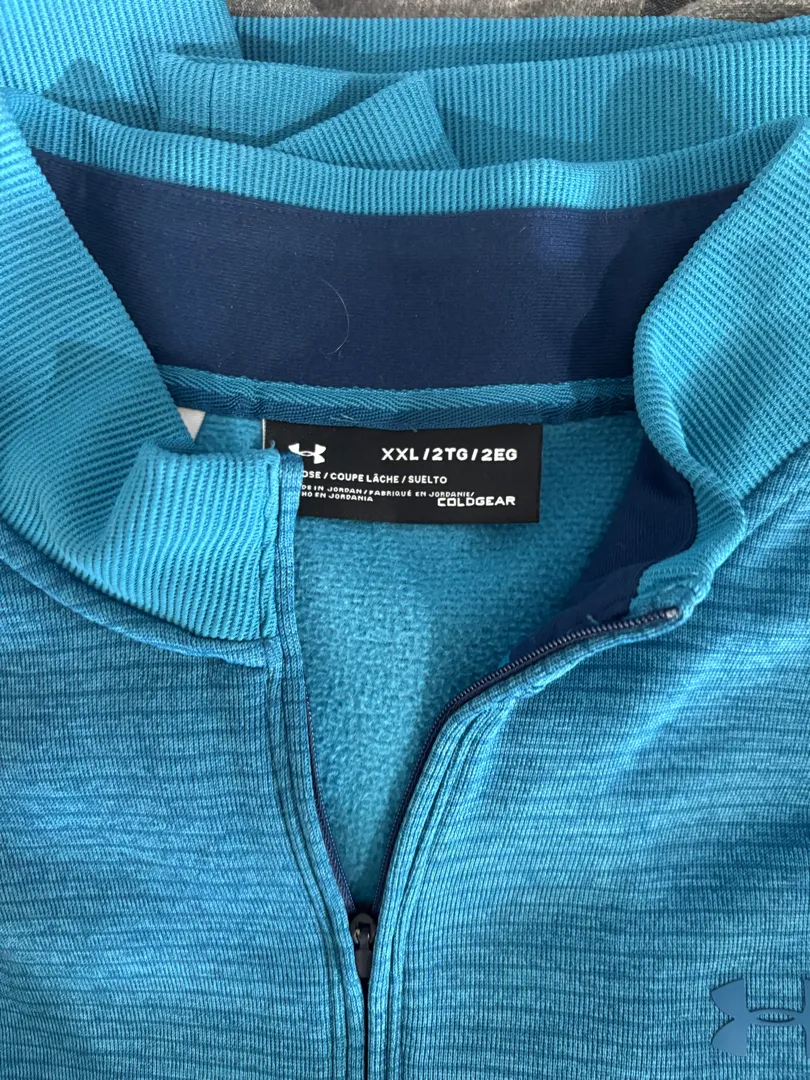 XXL/2TG/2EG
OSE/COUPE LÂCHE/SUELTO
DE IN JORDAN/FABRIQUÉ EN JORDANIE/
HO EN JORDANIA
COLDGEAR